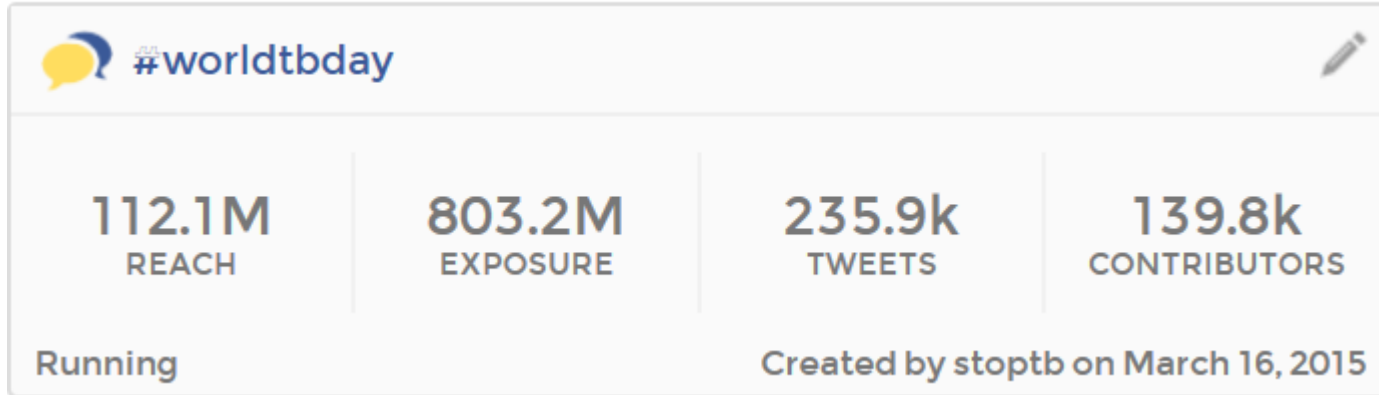 #worldtbday
112.1M 803.2M 235.9k 139.8k
REACH EXPOSURE TWEETS CONTRIBUTORS
Running Created by stoptb on March 16, 2015